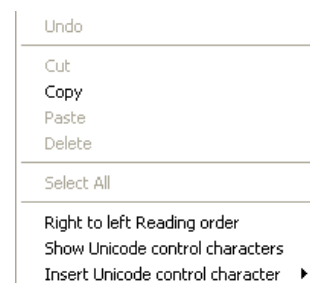 Undo
Cut
Copy
Paste
Delete
Select All
Right to left Reading order
Show Unicode control characters
Insert Unicode control character